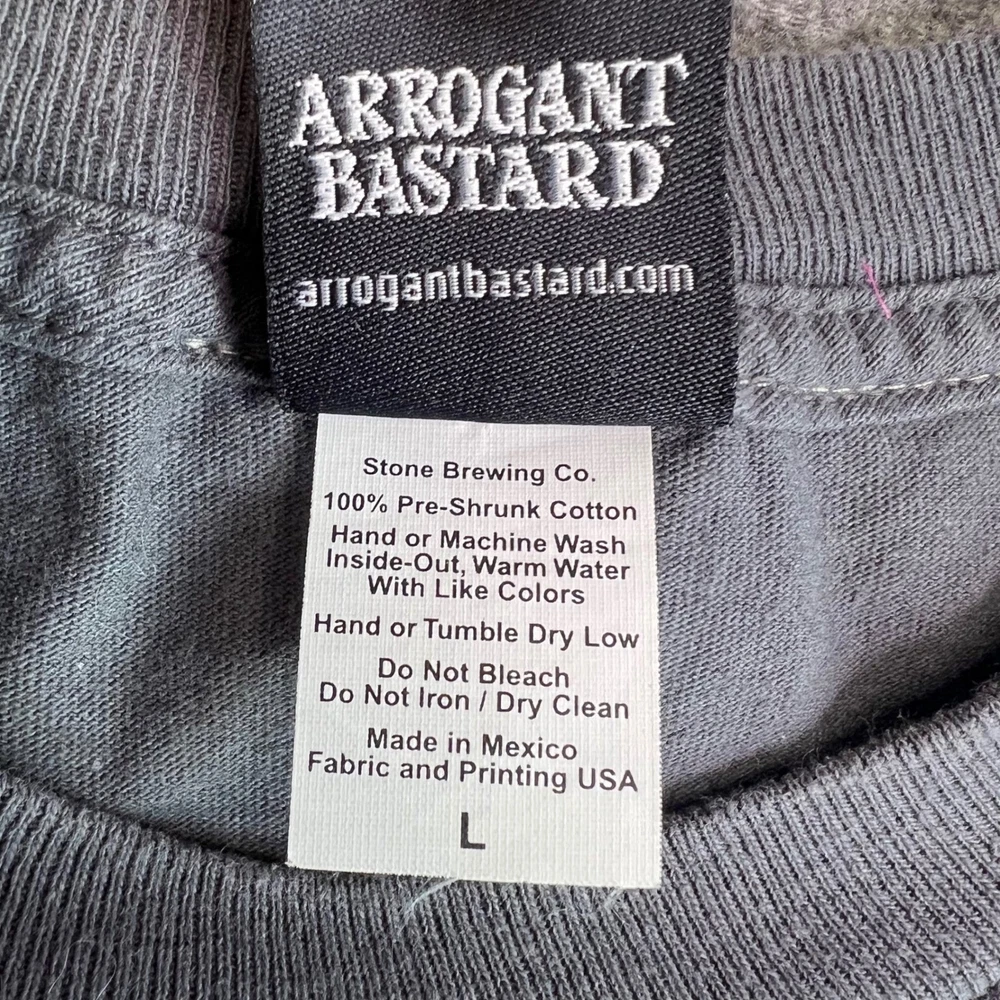 ARROGANT
BASTARD
arrogantbastard.com
Stone Brewing Co.
100% Pre-Shrunk Cotton
Hand or Machine Wash
Inside-Out, Warm Water
With Like Colors
Hand or Tumble Dry Low
Do Not Bleach
Do Not Iron / Dry Clean
Made in Mexico
Fabric and Printing USA
L